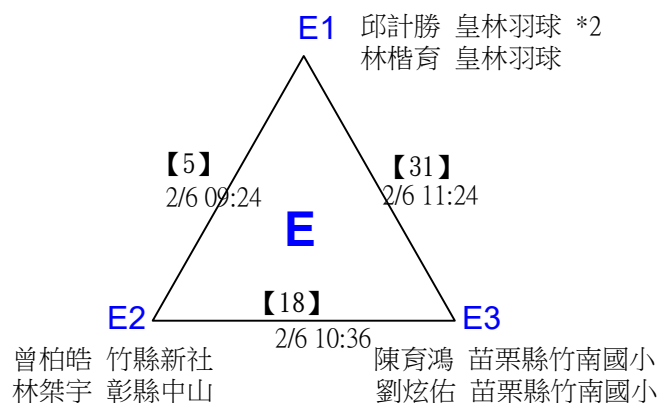 E1 邱計勝 皇林羽球 *2
林楷育 皇林羽球
【5】
2/6 09:24
【31】
2/6 11:24
E
【18】
2/6 10:36
E2
E3
曾柏皓 竹縣新社
林桀宇 彰縣中山
陳育鴻 苗栗縣竹南國小
劉炫佑 苗栗縣竹南國小